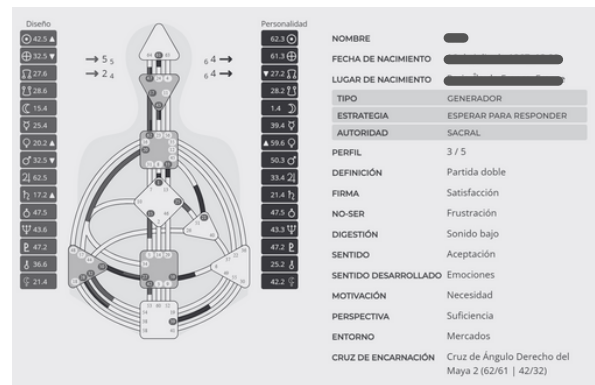 Diseño
Personalidad
42.5 ▲
32.5 ▼
27.6
28.6
15.4
25.4
20.2 ▲
32.5 ▼
62.5
17.2 ▲
47.5
43.6
47.2
36.6
21.4
→ 5 5
→ 2 4
6 4 →
6 4 →
62.3
61.3
▼ 27.2
28.2
1.4
39.4
▲ 59.6
50.3
33.4
21.4
47.5
43.3
47.2
25.2
42.2
NOMBRE
FECHA DE NACIMIENTO
LUGAR DE NACIMIENTO
TIPO GENERADOR
ESTRATEGIA ESPERAR PARA RESPONDER
AUTORIDAD SACRAL
PERFIL 3 / 5
DEFINICIÓN Partida doble
FIRMA Satisfacción
NO-SER Frustración
DIGESTIÓN Sonido bajo
SENTIDO Aceptación
SENTIDO DESARROLLADO Emociones
MOTIVACIÓN Necesidad
PERSPECTIVA Suficiencia
ENTORNO Mercados
CRUZ DE ENCARNACIÓN Cruz de Ángulo Derecho del
Maya 2 (62/61 | 42/32)